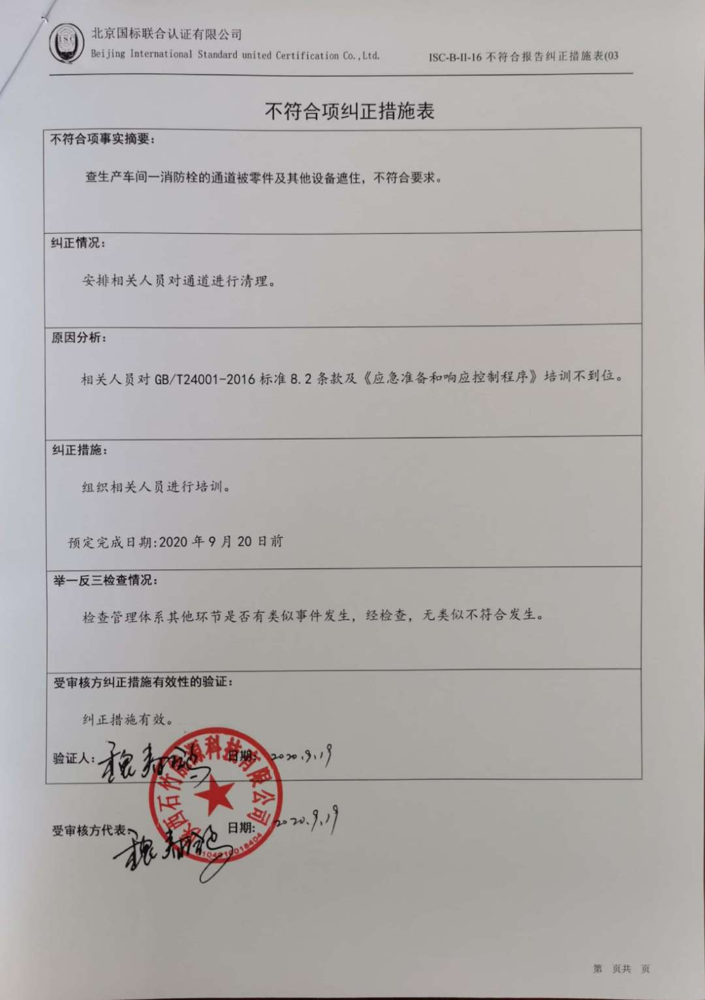 ISC
北京国标联合认证有限公司
Beijing International Standard united Certification Co.,Ltd.
ISC-B-II-16 不符合报告纠正措施表(03
不符合项纠正措施表
不符合项事实摘要：
查生产车间一消防栓的通道被零件及其他设备遮住，不符合要求。
纠正情况：
安排相关人员对通道进行清理。
原因分析：
相关人员对 GB/T24001-2016 标准 8.2 条款及《应急准备和响应控制程序》培训不到位。
纠正措施：
组织相关人员进行培训。
预定完成日期:2020 年 9 月 20 日前
举一反三检查情况：
检查管理体系其他环节是否有类似事件发生，经检查，无类似不符合发生。
受审核方纠正措施有效性的验证：
纠正措施有效。
验证人： 日期： 2020.9.19
陕西石竹能源科技有限公司
受审核方代表： 日期： 2020.9.19
第 页共 页